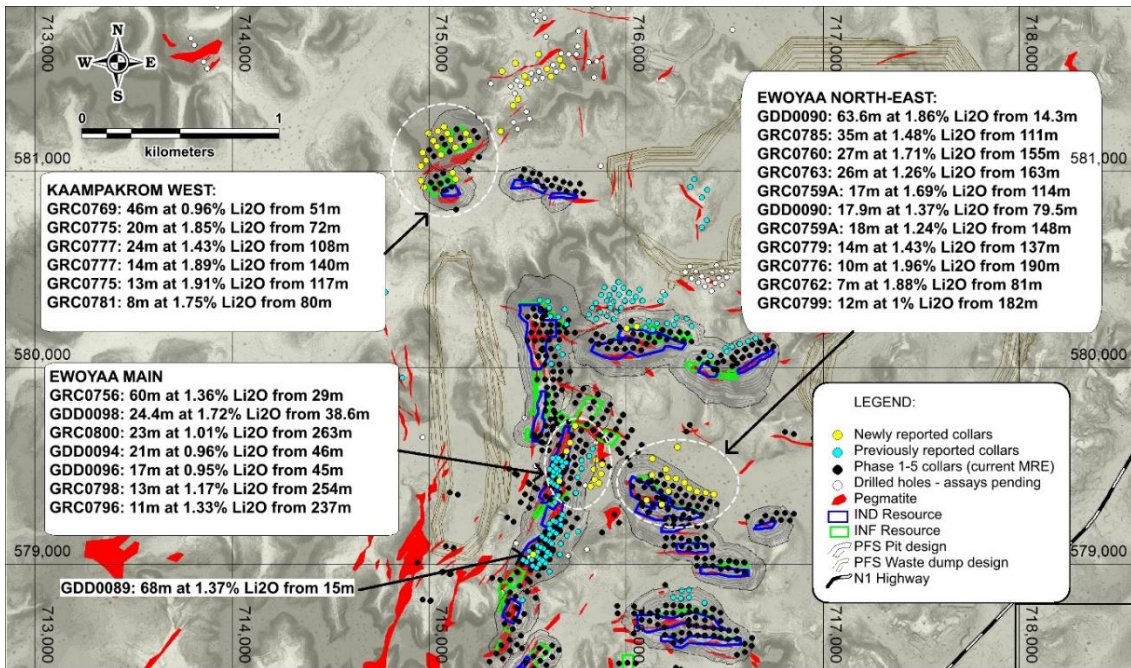 713,000
714,000
715,000
716,000
717,000
718,000
N
W
E
S
0
1
kilometers
581,000
581,000
KAAMPAKROM WEST:
GRC0769: 46m at 0.96% Li2O from 51m
GRC0775: 20m at 1.85% Li2O from 72m
GRC0777: 24m at 1.43% Li2O from 108m
GRC0777: 14m at 1.89% Li2O from 140m
GRC0775: 13m at 1.91% Li2O from 117m
GRC0781: 8m at 1.75% Li2O from 80m
EWOYAA NORTH-EAST:
GDD0090: 63.6m at 1.86% Li2O from 14.3m
GRC0785: 35m at 1.48% Li2O from 111m
GRC0760: 27m at 1.71% Li2O from 155m
GRC0763: 26m at 1.26% Li2O from 163m
GRC0759A: 17m at 1.69% Li2O from 114m
GDD0090: 17.9m at 1.37% Li2O from 79.5m
GRC0759A: 18m at 1.24% Li2O from 148m
GRC0779: 14m at 1.43% Li2O from 137m
GRC0776: 10m at 1.96% Li2O from 190m
GRC0762: 7m at 1.88% Li2O from 81m
GRC0799: 12m at 1% Li2O from 182m
580,000
580,000
EWOYAA MAIN
GRC0756: 60m at 1.36% Li2O from 29m
GDD0098: 24.4m at 1.72% Li2O from 38.6m
GRC0800: 23m at 1.01% Li2O from 263m
GDD0094: 21m at 0.96% Li2O from 46m
GDD0096: 17m at 0.95% Li2O from 45m
GRC0798: 13m at 1.17% Li2O from 254m
GRC0796: 11m at 1.33% Li2O from 237m
LEGEND:
Newly reported collars
Previously reported collars
Phase 1-5 collars (current MRE)
Drilled holes - assays pending
Pegmatite
IND Resource
INF Resource
PFS Pit design
PFS Waste dump design
N1 Highway
579,000
579,000
GDD0089: 68m at 1.37% Li2O from 15m
713,000
714,000
715,000
716,000
717,000
718,000